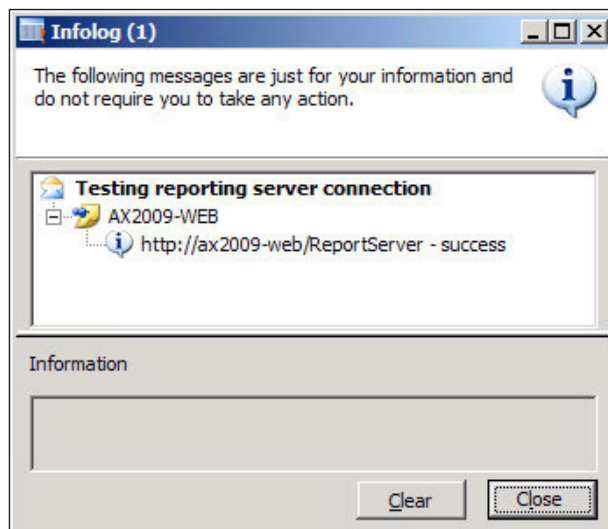 Infolog (1)
The following messages are just for your information and
do not require you to take any action.
Testing reporting server connection
AX2009-WEB
http://ax2009-web/ReportServer - success
Information
Clear
Close